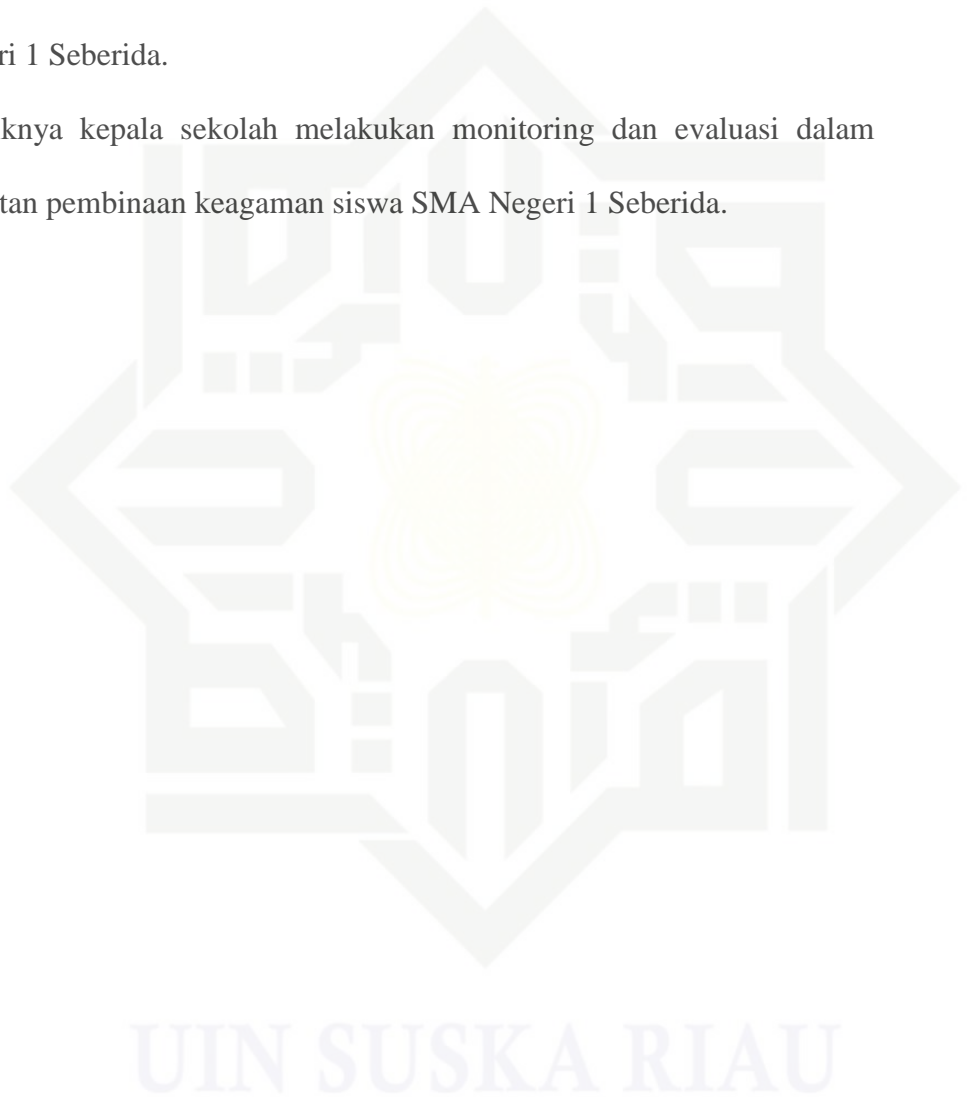 ri 1 Seberida.
knya kepala sekolah melakukan monitoring dan evaluasi dalam
tan pembinaan keagaman siswa SMA Negeri 1 Seberida.
UIN SUSKA RIAU